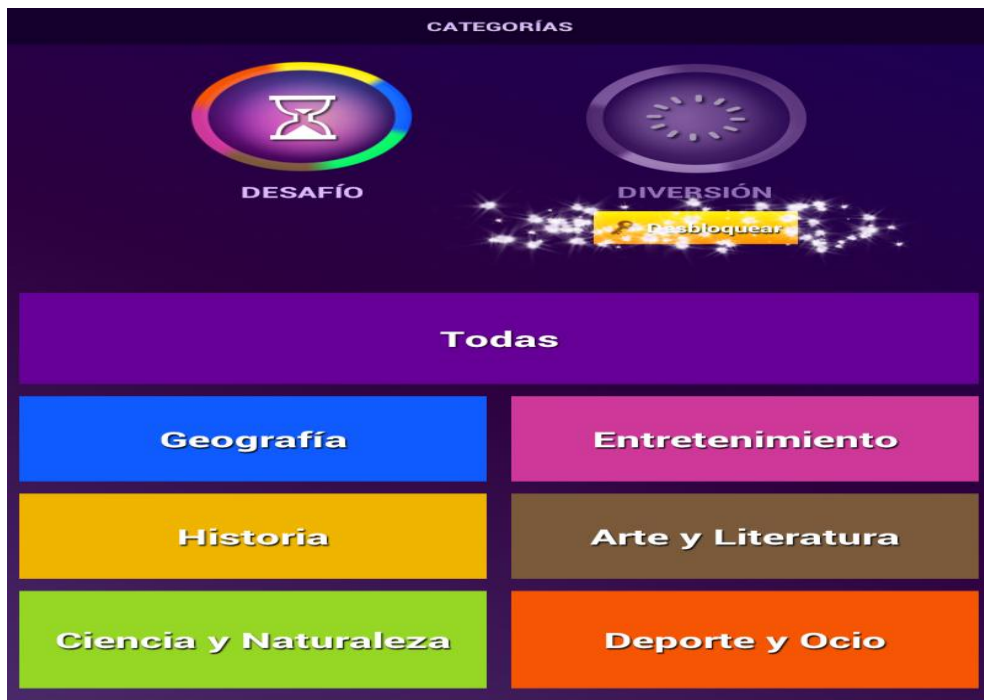 CATEGORÍAS
DESAFÍO
DIVERSIÓN
Desbloquear
Todas
Geografía
Entretenimiento
Historia
Arte y Literatura
Ciencia y Naturaleza
Deporte y Ocio